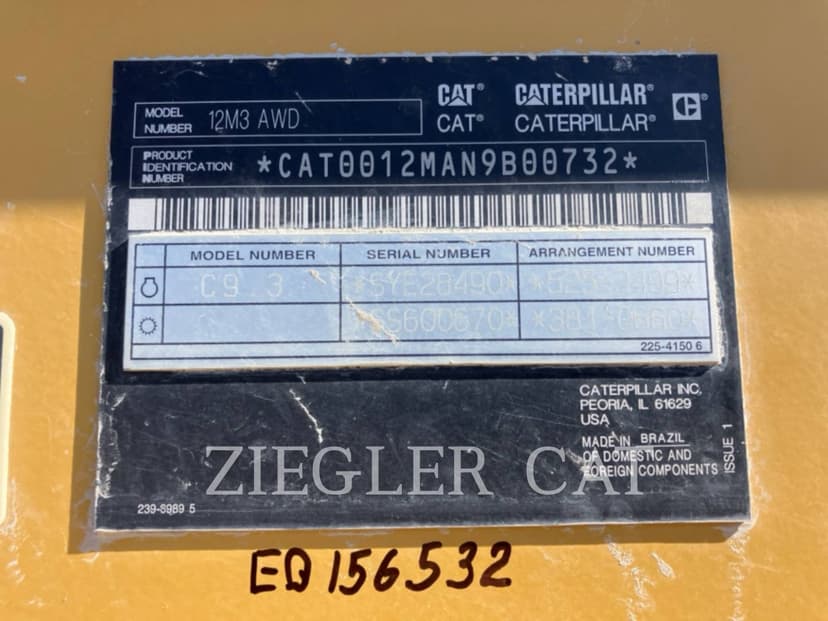 CAT® CATERPILLAR®
MODEL NUMBER 12M3 AWD
CAT® CATERPILLAR®
PRODUCT IDENTIFICATION NUMBER *CAT0012MAN9B00732*
MODEL NUMBER SERIAL NUMBER ARRANGEMENT NUMBER
C9.3 *SYE28490*
*SS600670*
225-4150 6
CATERPILLAR INC.
PEORIA, IL 61629
USA
MADE IN BRAZIL
OF DOMESTIC AND
FOREIGN COMPONENTS
ISSUE 1
ZIEGLER CAT
239-8989 5
EQ156532